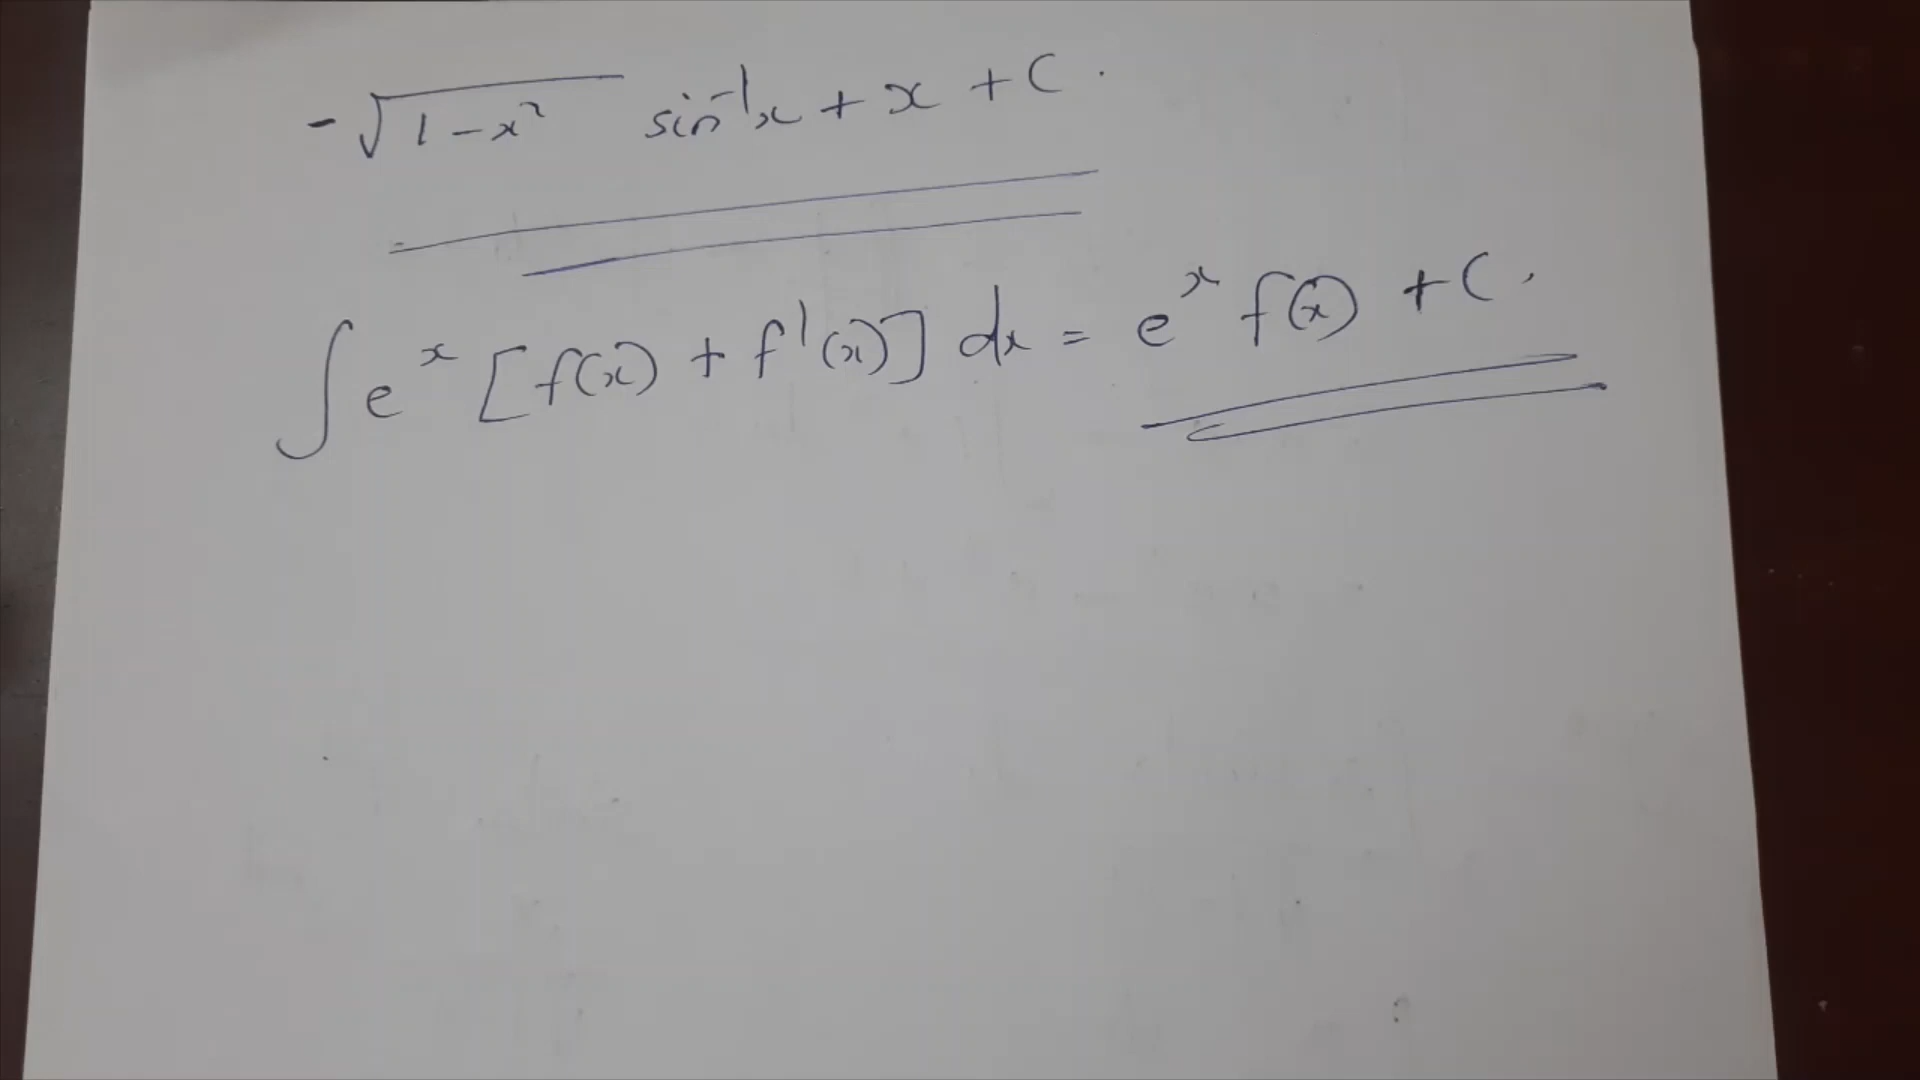 -√(1-x²) sin⁻¹x + x + C.
∫eˣ [f(x) + f'(x)] dx = eˣ f(x) + C.